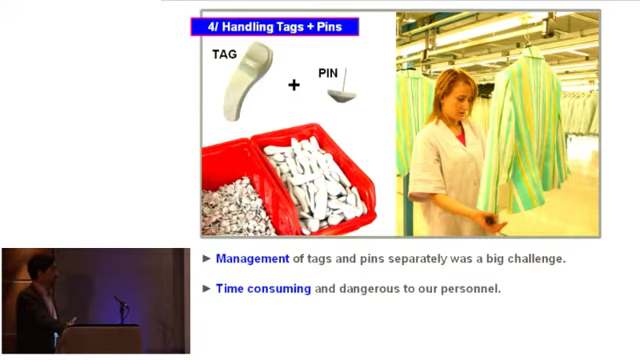 4/ Handling Tags + Pins
TAG
+
PIN
► Management of tags and pins separately was a big challenge.
► Time consuming and dangerous to our personnel.